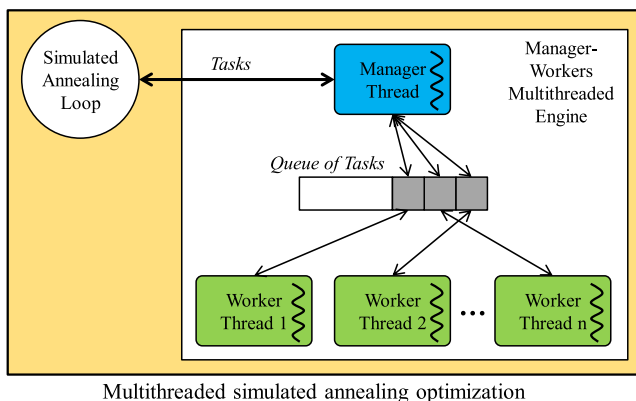 Simulated
Annealing
Loop
Tasks
Manager
Thread
Manager-
Workers
Multithreaded
Engine
Queue of Tasks
Worker
Thread 1
Worker
Thread 2
...
Worker
Thread n
Multithreaded simulated annealing optimization